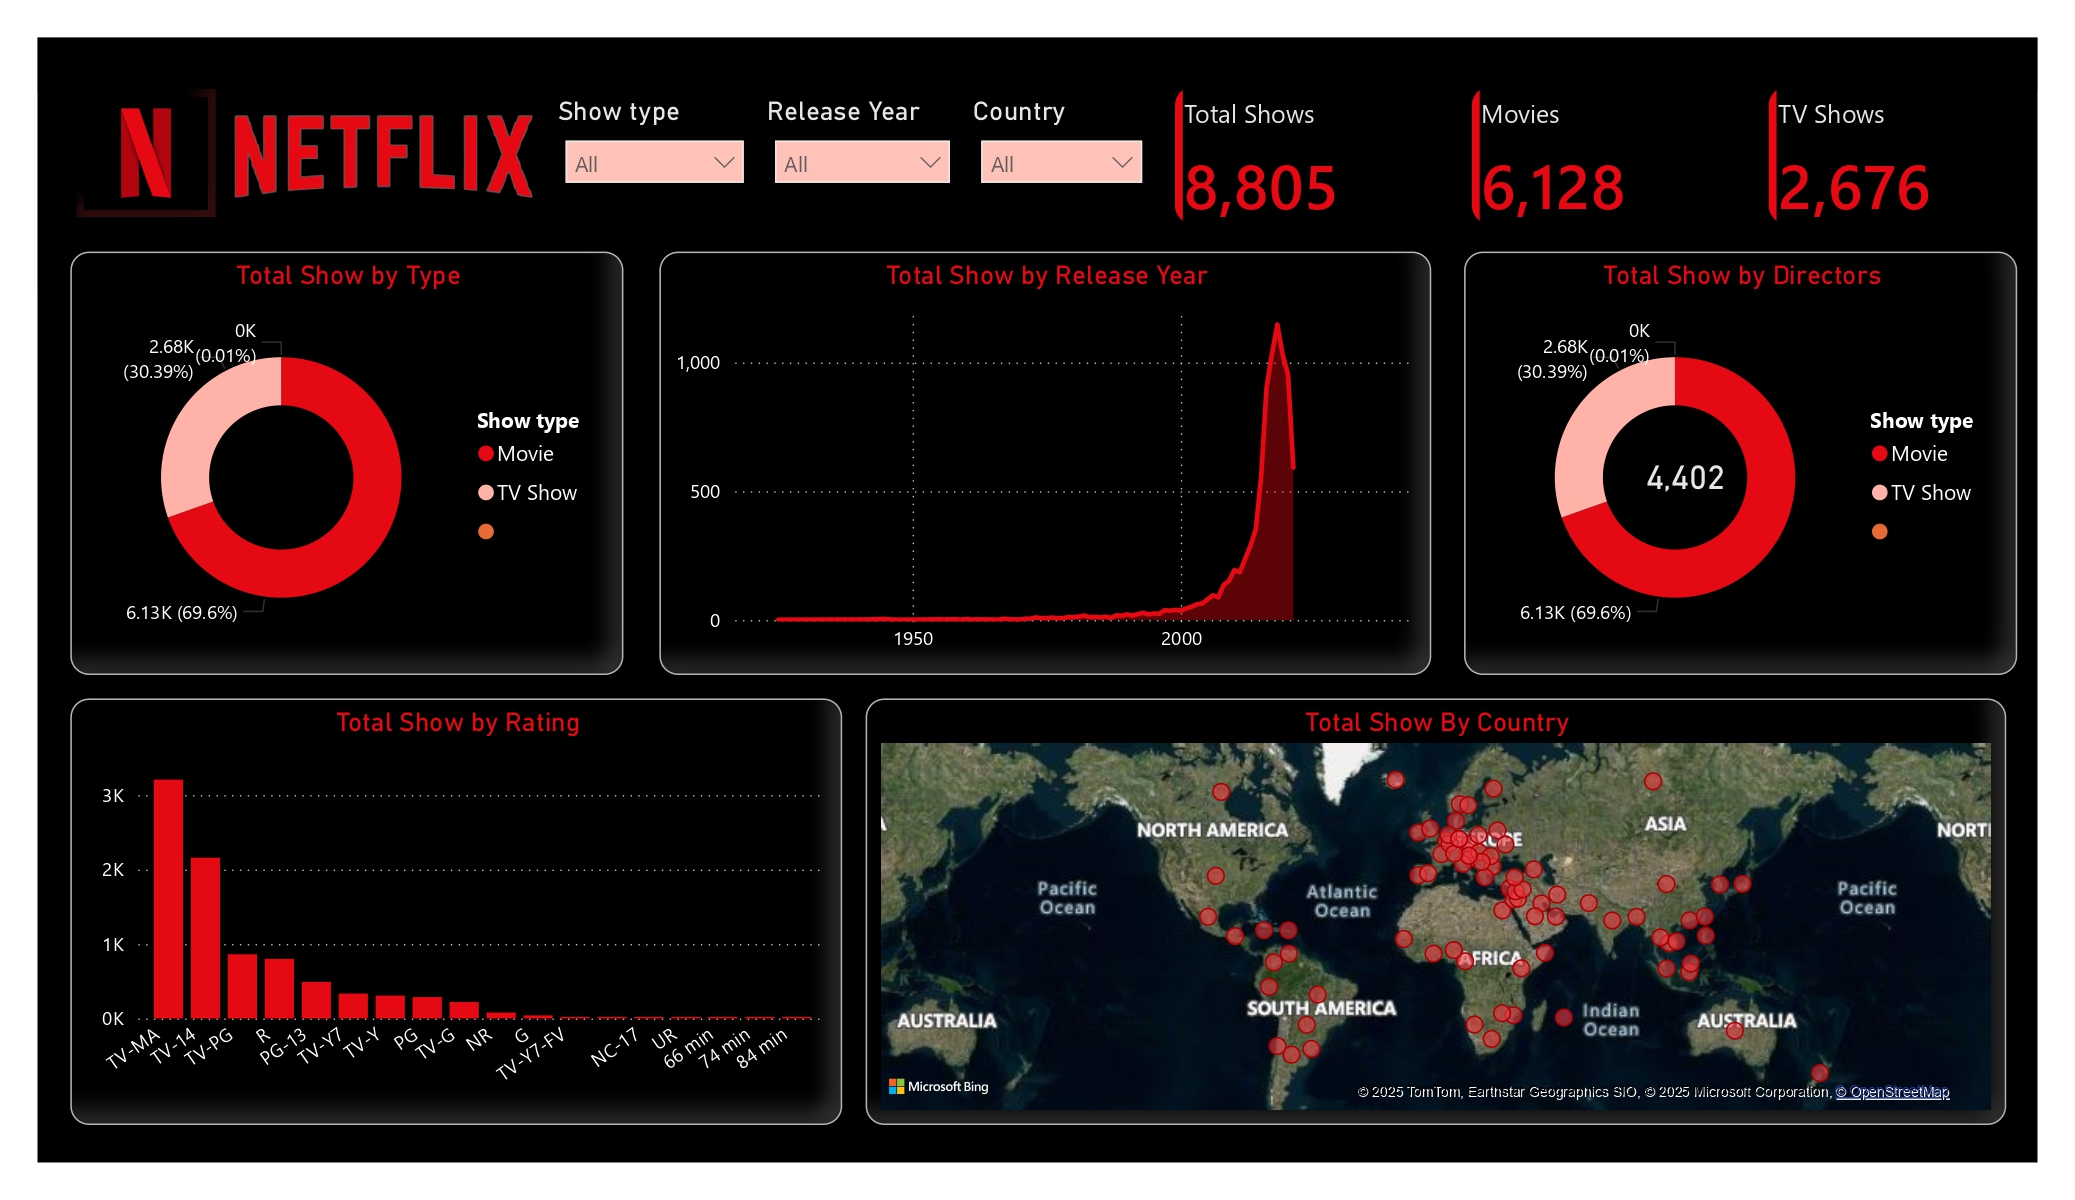 N NETFLIX
Show type
Release Year
Country
All
All
All
Total Shows
8,805
Movies
6,128
TV Shows
2,676
Total Show by Type
0K
(0.01%)
2.68K
(30.39%)
6.13K (69.6%)
Show type
Movie
TV Show
Total Show by Release Year
1,000
500
0
1950
2000
Total Show by Directors
0K
(0.01%)
2.68K
(30.39%)
4,402
6.13K (69.6%)
Show type
Movie
TV Show
Total Show by Rating
3K
2K
1K
0K
TV-MA
TV-14
TV-PG
R
PG-13
TV-Y7
TV-Y
PG
TV-G
NR
G
TV-Y7-FV
NC-17
UR
66 min
74 min
84 min
Total Show By Country
NORTH AMERICA
ASIA
Pacific
Ocean
Atlantic
Ocean
AFRICA
Pacific
Ocean
AUSTRALIA
SOUTH AMERICA
Indian
Ocean
AUSTRALIA
Microsoft Bing
© 2025 TomTom, Earthstar Geographics SIO, © 2025 Microsoft Corporation, © OpenStreetMap